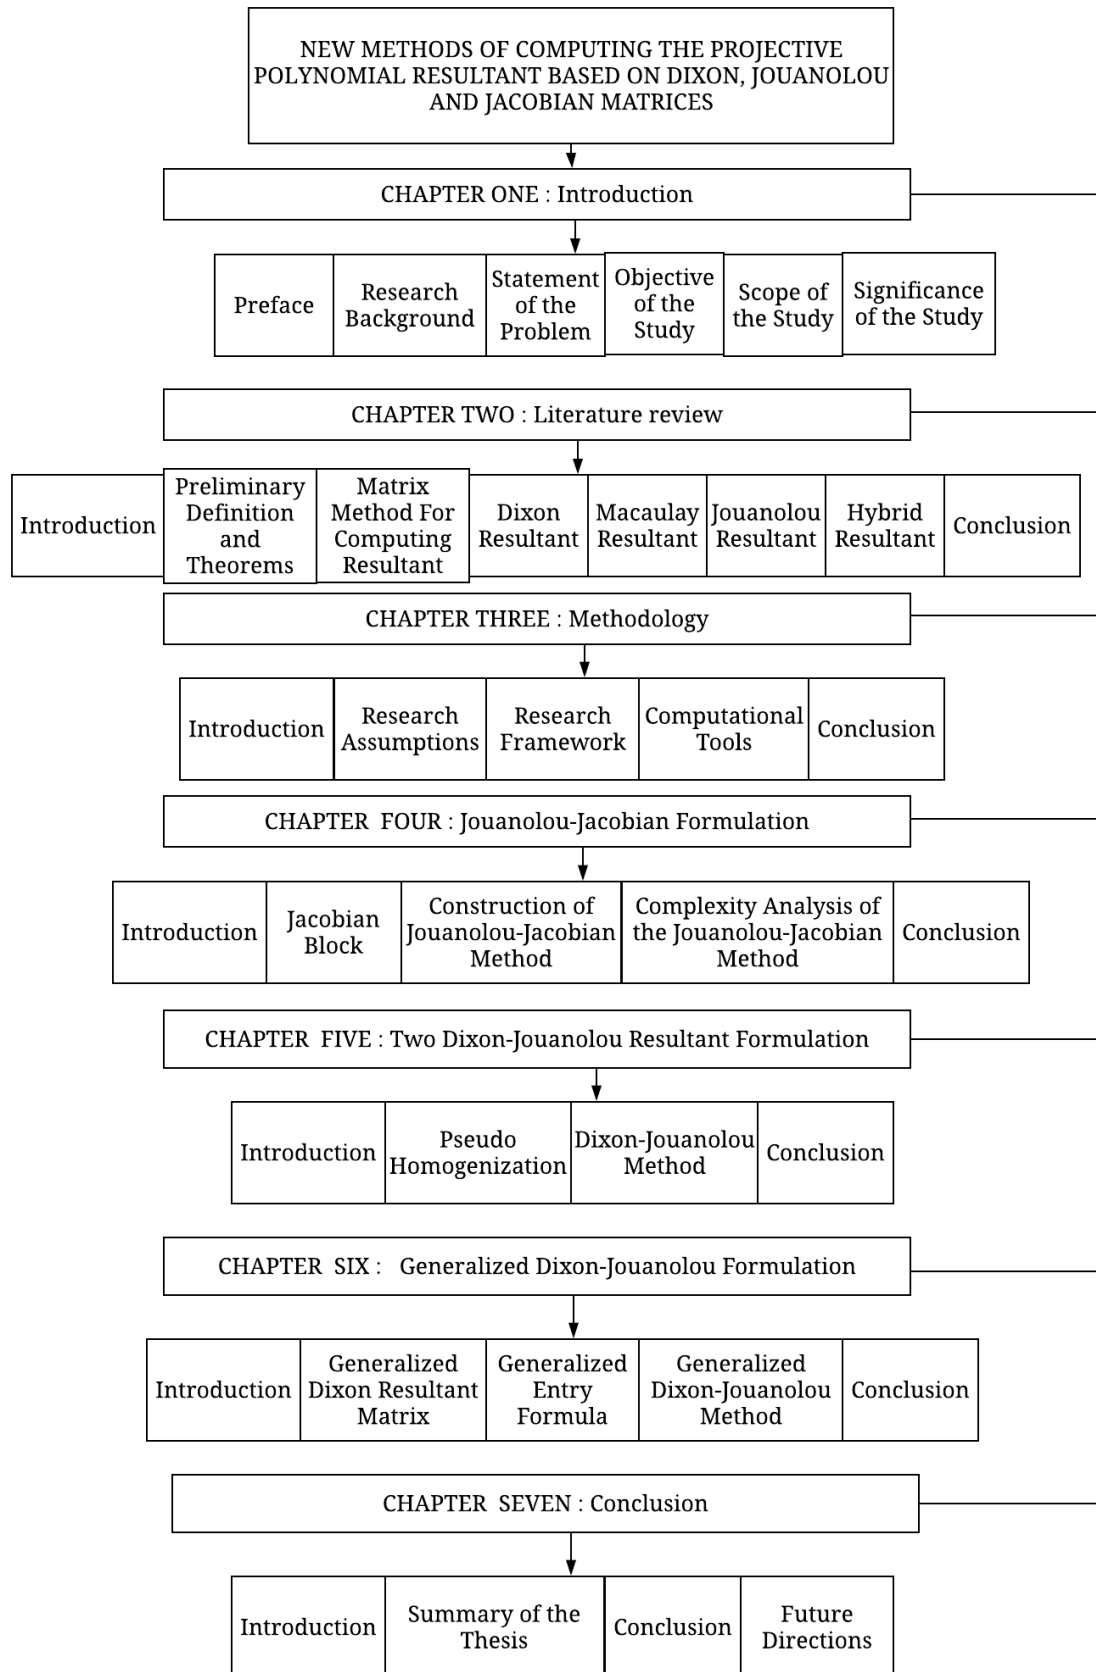 NEW METHODS OF COMPUTING THE PROJECTIVE
POLYNOMIAL RESULTANT BASED ON DIXON, JOUANOLOU
AND JACOBIAN MATRICES
CHAPTER ONE : Introduction
Preface
Research
Background
Statement
of the
Problem
Objective
of the
Study
Scope of
the Study
Significance
of the Study
CHAPTER TWO : Literature review
Introduction
Preliminary
Definition
and
Theorems
Matrix
Method For
Computing
Resultant
Dixon
Resultant
Macaulay
Resultant
Jouanolou
Resultant
Hybrid
Resultant
Conclusion
CHAPTER THREE : Methodology
Introduction
Research
Assumptions
Research
Framework
Computational
Tools
Conclusion
CHAPTER  FOUR : Jouanolou-Jacobian Formulation
Introduction
Jacobian
Block
Construction of
Jouanolou-Jacobian
Method
Complexity Analysis of
the Jouanolou-Jacobian
Method
Conclusion
CHAPTER  FIVE : Two Dixon-Jouanolou Resultant Formulation
Introduction
Pseudo
Homogenization
Dixon-Jouanolou
Method
Conclusion
CHAPTER  SIX :   Generalized Dixon-Jouanolou Formulation
Introduction
Generalized
Dixon Resultant
Matrix
Generalized
Entry
Formula
Generalized
Dixon-Jouanolou
Method
Conclusion
CHAPTER  SEVEN : Conclusion
Introduction
Summary of the
Thesis
Conclusion
Future
Directions